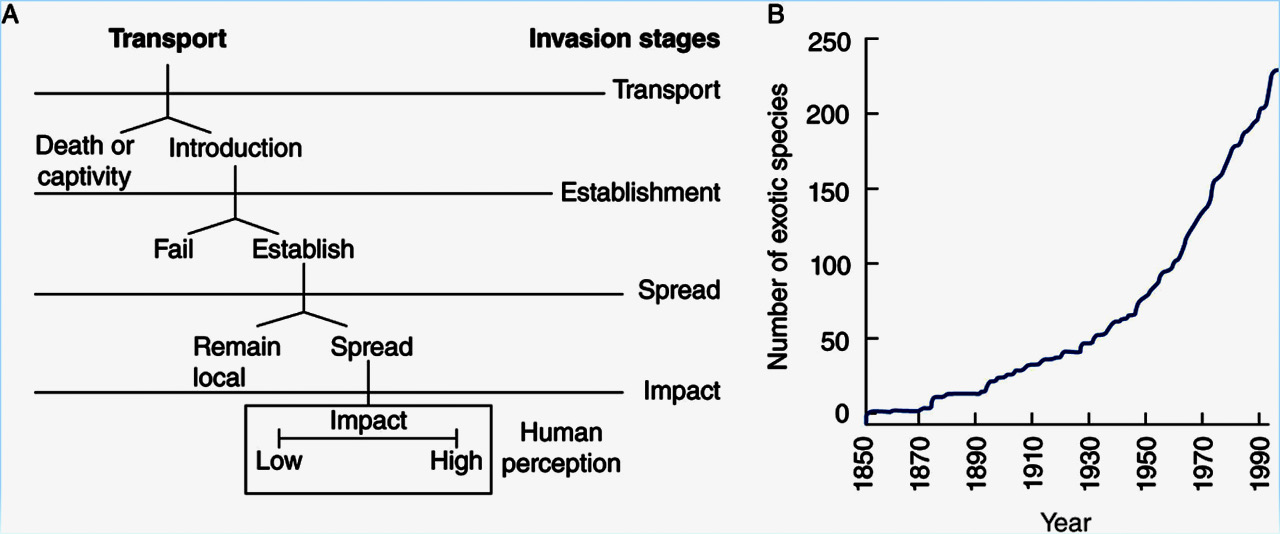 A
Transport
Invasion stages
Transport
Death or
captivity
Introduction
Establishment
Fail
Establish
Spread
Remain
local
Spread
Impact
Impact
Low
High
Human
perception
B
Number of exotic species
250
200
150
100
50
0
1850
1870
1890
1910
1930
1950
1970
1990
Year